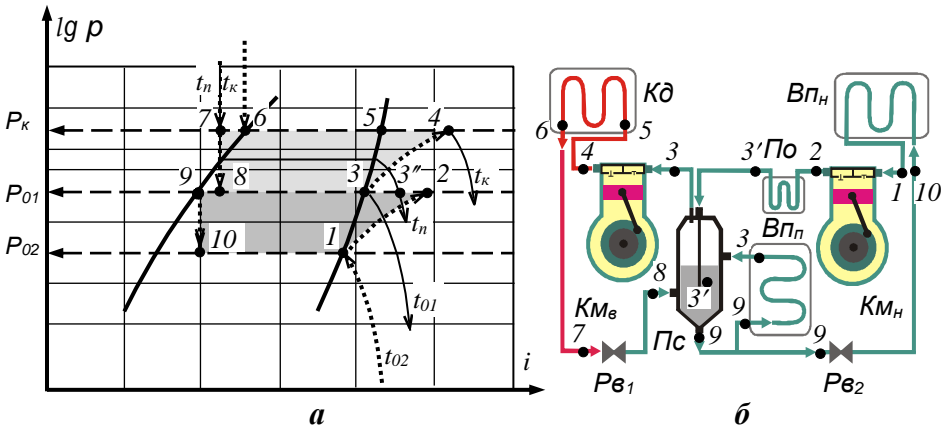 lg p
tп tк
7 6 5 4
Pк
9 8 3 3″ 2
P01
tк
tп
10 1
P02
t01
t02
i
а
Кд
6 5
4 3
3′ По 2
Впн
1 10
3
Впп
8
3′
Кмв
Пс
9
9
9
Кмн
7
Рв1
Рв2
б